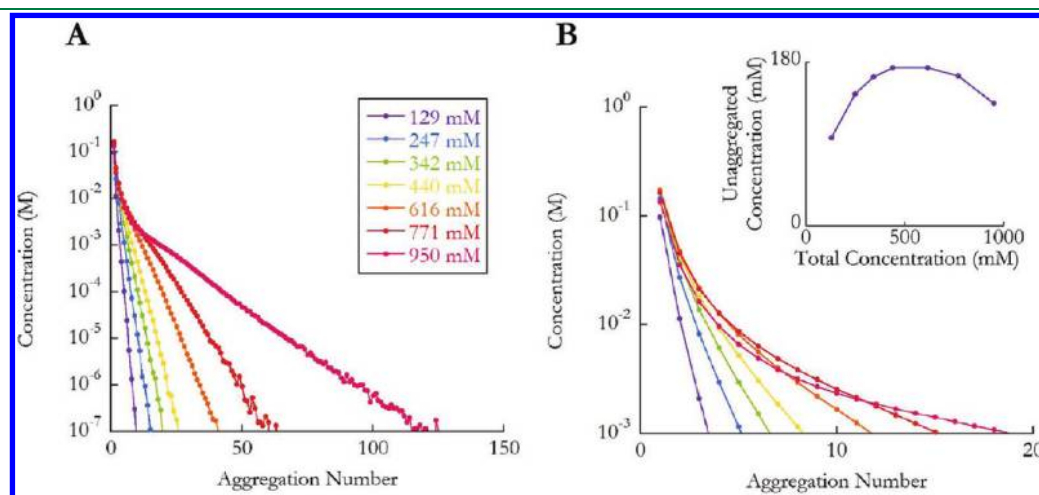 A
10⁰
10⁻¹
10⁻²
10⁻³
10⁻⁴
10⁻⁵
10⁻⁶
10⁻⁷
Concentration (M)
0
50
100
150
Aggregation Number
129 mM
247 mM
342 mM
440 mM
616 mM
771 mM
950 mM
B
10⁰
10⁻¹
10⁻²
10⁻³
Concentration (M)
0
10
20
Aggregation Number
180
0
Unaggregated
Concentration (mM)
0
500
1000
Total Concentration (mM)